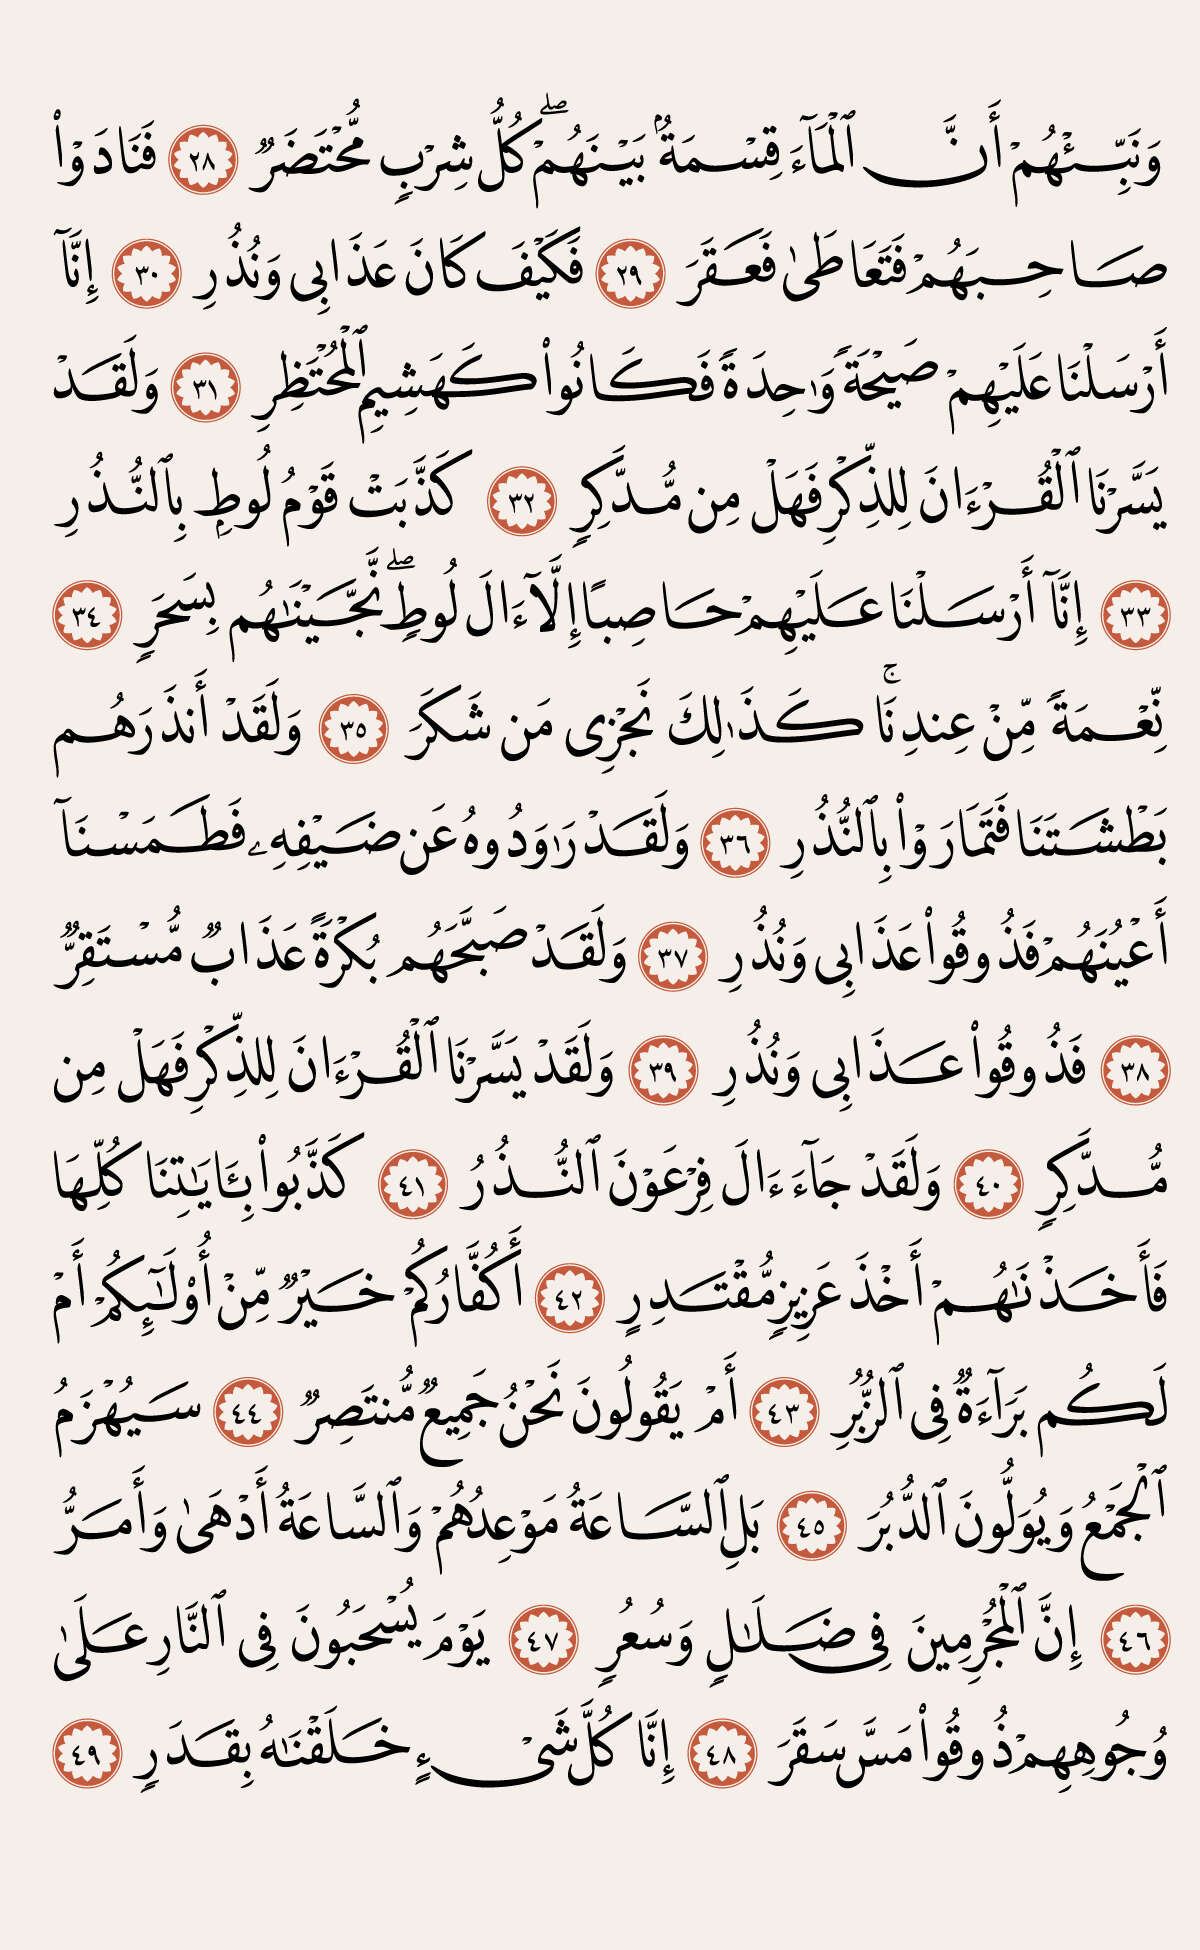 وَنَبِّئْهُمْ أَنَّ ٱلْمَآءَ قِسْمَةٌۢ بَيْنَهُمْ ۖ كُلُّ شِرْبٍ مُّحْتَضَرٌ ٢٨ فَنَادَوْا۟
صَاحِبَهُمْ فَتَعَاطَىٰ فَعَقَرَ ٢٩ فَكَيْفَ كَانَ عَذَابِى وَنُذُرِ ٣٠ إِنَّآ
أَرْسَلْنَا عَلَيْهِمْ صَيْحَةً وَٰحِدَةً فَكَانُوا۟ كَهَشِيمِ ٱلْمُحْتَظِرِ ٣١ وَلَقَدْ
يَسَّرْنَا ٱلْقُرْءَانَ لِلذِّكْرِ فَهَلْ مِن مُّدَّكِرٍ ٣٢ كَذَّبَتْ قَوْمُ لُوطٍۭ بِٱلنُّذُرِ
٣٣ إِنَّآ أَرْسَلْنَا عَلَيْهِمْ حَاصِبًا إِلَّآ ءَالَ لُوطٍ ۖ نَّجَّيْنَٰهُم بِسَحَرٍ ٣٤
نِّعْمَةً مِّنْ عِندِنَا ۚ كَذَٰلِكَ نَجْزِى مَن شَكَرَ ٣٥ وَلَقَدْ أَنذَرَهُم
بَطْشَتَنَا فَتَمَارَوْا۟ بِٱلنُّذُرِ ٣٦ وَلَقَدْ رَٰوَدُوهُ عَن ضَيْفِهِۦ فَطَمَسْنَآ
أَعْيُنَهُمْ فَذُوقُوا۟ عَذَابِى وَنُذُرِ ٣٧ وَلَقَدْ صَبَّحَهُم بُكْرَةً عَذَابٌ مُّسْتَقِرٌّ
٣٨ فَذُوقُوا۟ عَذَابِى وَنُذُرِ ٣٩ وَلَقَدْ يَسَّرْنَا ٱلْقُرْءَانَ لِلذِّكْرِ فَهَلْ مِن
مُّدَّكِرٍ ٤٠ وَلَقَدْ جَآءَ ءَالَ فِرْعَوْنَ ٱلنُّذُرُ ٤١ كَذَّبُوا۟ بِـَٔايَٰتِنَا كُلِّهَا
فَأَخَذْنَٰهُمْ أَخْذَ عَزِيزٍ مُّقْتَدِرٍ ٤٢ أَكُفَّارُكُمْ خَيْرٌ مِّنْ أُو۟لَٰٓئِكُمْ أَمْ
لَكُم بَرَآءَةٌ فِى ٱلزُّبُرِ ٤٣ أَمْ يَقُولُونَ نَحْنُ جَمِيعٌ مُّنتَصِرٌ ٤٤ سَيُهْزَمُ
ٱلْجَمْعُ وَيُوَلُّونَ ٱلدُّبُرَ ٤٥ بَلِ ٱلسَّاعَةُ مَوْعِدُهُمْ وَٱلسَّاعَةُ أَدْهَىٰ وَأَمَرُّ
٤٦ إِنَّ ٱلْمُجْرِمِينَ فِى ضَلَٰلٍ وَسُعُرٍ ٤٧ يَوْمَ يُسْحَبُونَ فِى ٱلنَّارِ عَلَىٰ
وُجُوهِهِمْ ذُوقُوا۟ مَسَّ سَقَرَ ٤٨ إِنَّا كُلَّ شَىْءٍ خَلَقْنَٰهُ بِقَدَرٍ ٤٩